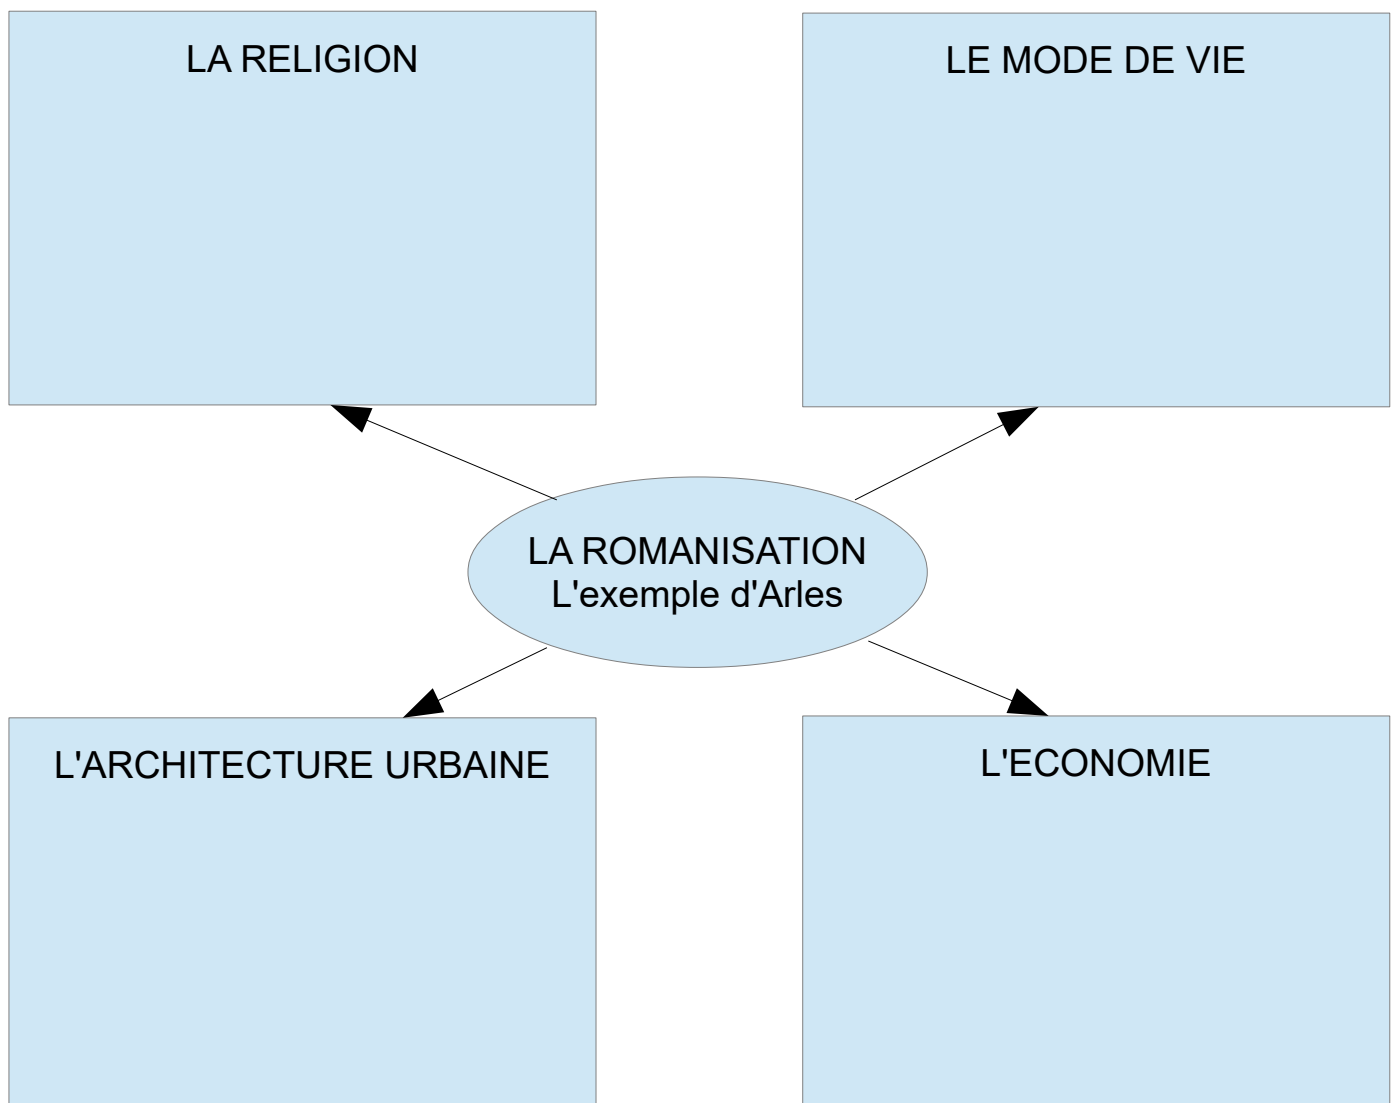 LA RELIGION
LE MODE DE VIE
LA ROMANISATION
L'exemple d'Arles
L'ARCHITECTURE URBAINE
L'ECONOMIE